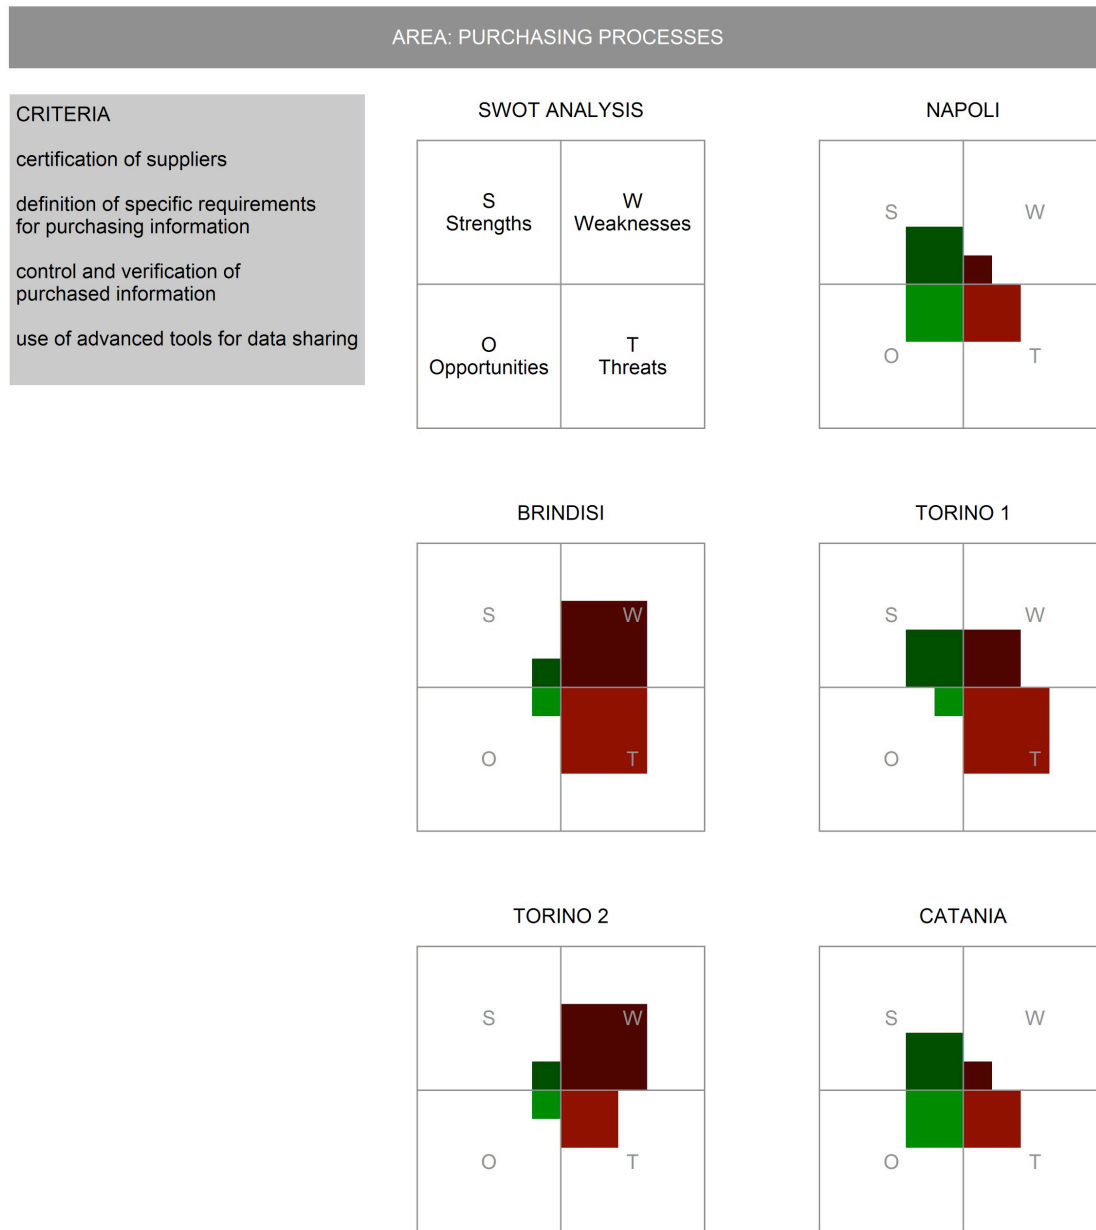 AREA: PURCHASING PROCESSES
CRITERIA
certification of suppliers
definition of specific requirements
for purchasing information
control and verification of
purchased information
use of advanced tools for data sharing
SWOT ANALYSIS
S
Strengths
W
Weaknesses
O
Opportunities
T
Threats
NAPOLI
S
W
O
T
BRINDISI
S
W
O
T
TORINO 1
S
W
O
T
TORINO 2
S
W
O
T
CATANIA
S
W
O
T